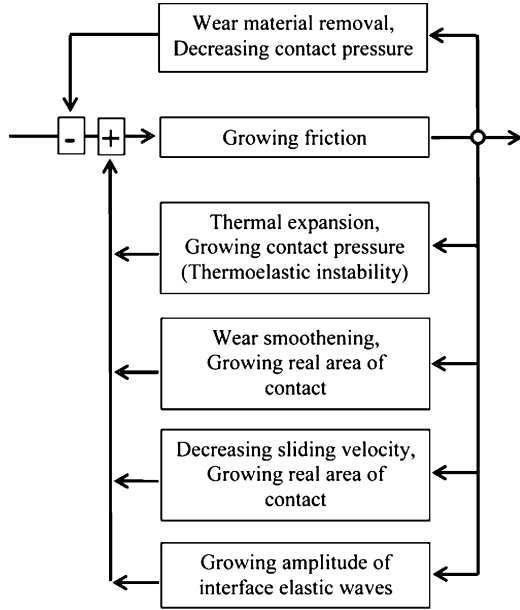 Wear material removal,
Decreasing contact pressure
- +
Growing friction
Thermal expansion,
Growing contact pressure
(Thermoelastic instability)
Wear smoothening,
Growing real area of
contact
Decreasing sliding velocity,
Growing real area of
contact
Growing amplitude of
interface elastic waves